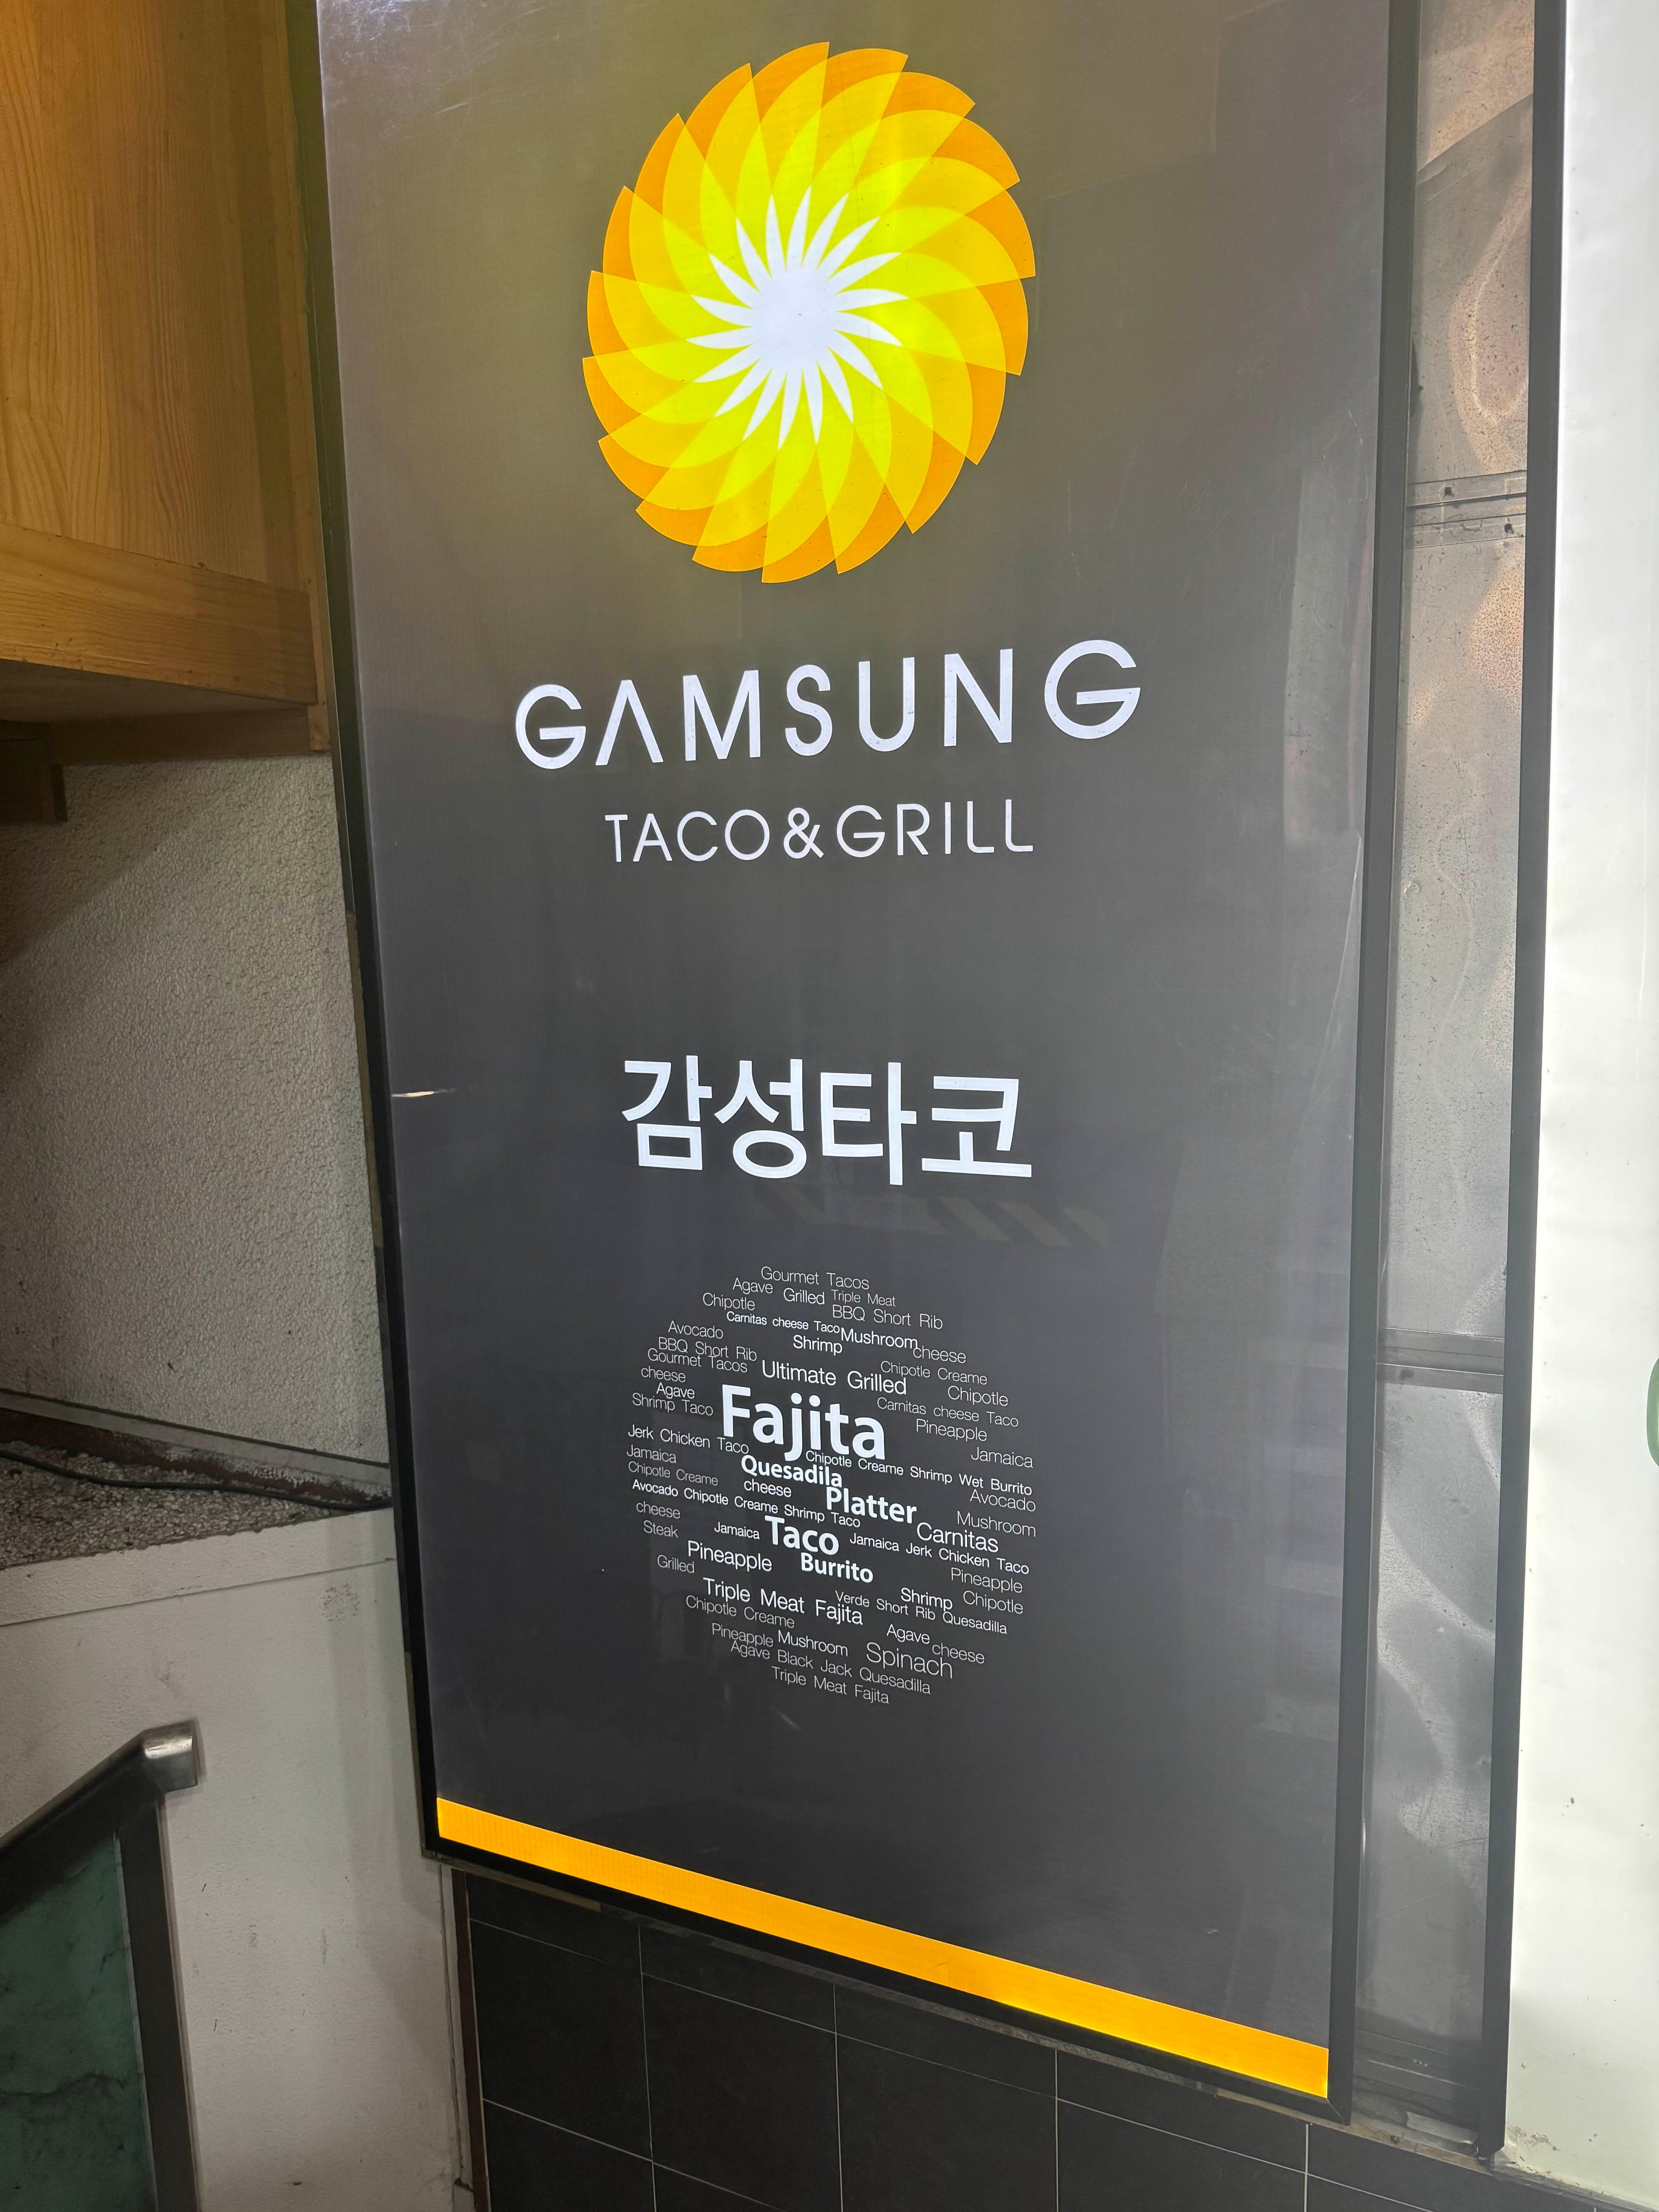 GAMSUNG
TACO&GRILL
감성타코
Gourmet Tacos
Agave Grilled Triple Meat
Chipotle BBQ Short Rib
Carnitas cheese Taco Mushroom
Avocado Shrimp cheese
BBQ Short Rib Chipotle Creame
Gourmet Tacos Ultimate Grilled Chipotle
cheese
Agave Fajita Carnitas cheese Taco
Shrimp Taco Pineapple
Jerk Chicken Taco Jamaica
Jamaica Chipotle Creame Shrimp Wet Burrito
Chipotle Creame Quesadila Avocado
cheese Platter Mushroom
Avocado Chipotle Creame Shrimp Taco Carnitas
cheese
Steak Jamaica Taco Jamaica Jerk Chicken Taco
Pineapple Burrito Pineapple
Grilled
Triple Meat Fajita Shrimp Chipotle
Chipotle Creame Verde Short Rib Quesadilla
Agave cheese
Pineapple Mushroom Spinach
Agave Black Jack Quesadilla
Triple Meat Fajita